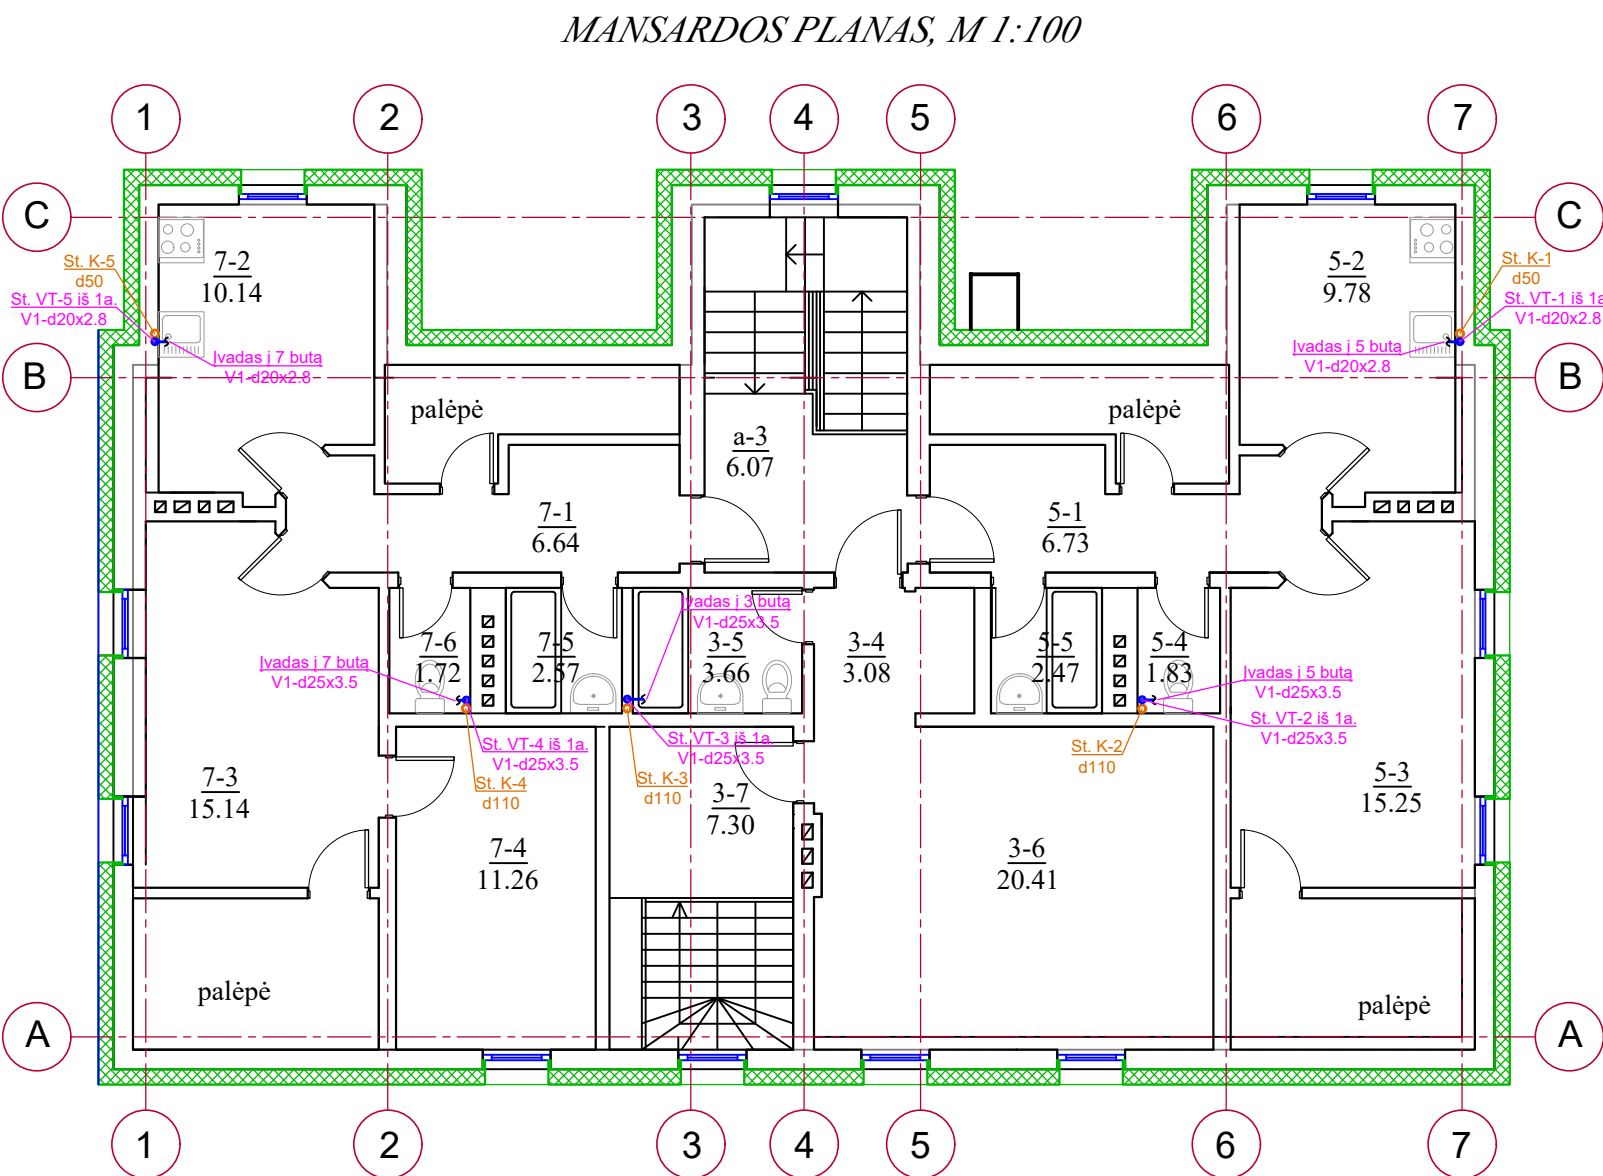 MANSARDOS PLANAS, M 1:100
1 2 3 4 5 6 7
C C
7-2
10.14
5-2
9.78
St. K-5
d50
St. VT-5 iš 1a.
V1-d20x2.8
Įvadas į 7 butą
V1-d20x2.8
St. K-1
d50
St. VT-1 iš 1a
V1-d20x2.8
Įvadas į 5 butą
V1-d20x2.8
B B
palėpė
palėpė
a-3
6.07
7-1
6.64
5-1
6.73
Įvadas į 3 butą
V1-d25x3.5
7-6
1.72
7-5
2.57
3-5
3.66
3-4
3.08
5-5
2.47
5-4
1.83
Įvadas į 7 butą
V1-d25x3.5
Įvadas į 5 butą
V1-d25x3.5
St. VT-4 iš 1a.
V1-d25x3.5
St. K-4
d110
St. VT-3 iš 1a.
V1-d25x3.5
St. K-3
d110
St. VT-2 iš 1a.
V1-d25x3.5
St. K-2
d110
7-3
15.14
3-7
7.30
5-3
15.25
7-4
11.26
3-6
20.41
palėpė
palėpė
A A
1 2 3 4 5 6 7